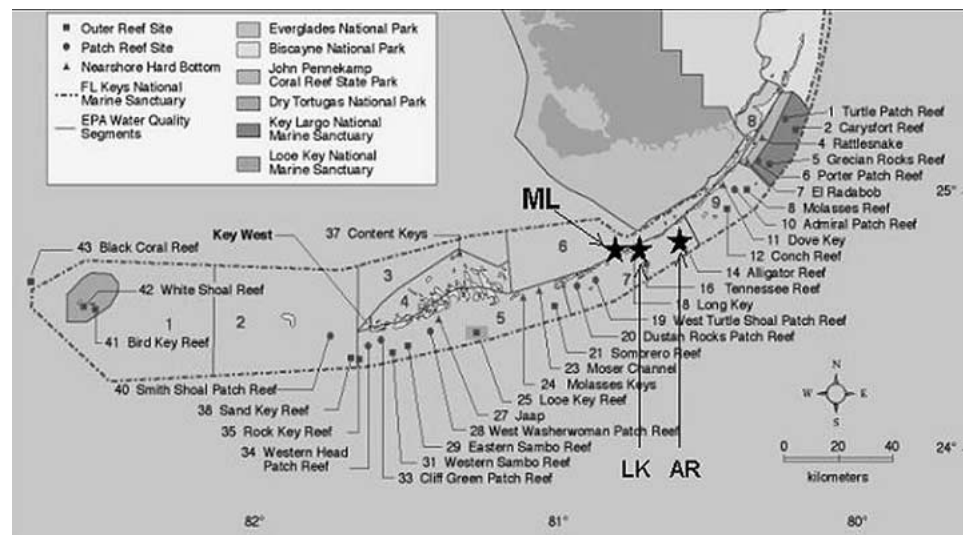 Outer Reef Site
Patch Reef Site
Nearshore Hard Bottom
FL Keys National
Marine Sanctuary
EPA Water Quality
Segments
Everglades National Park
Biscayne National Park
John Pennekamp
Coral Reef State Park
Dry Tortugas National Park
Key Largo National
Marine Sanctuary
Looe Key National
Marine Sanctuary
8
1 Turtle Patch Reef
2 Carysfort Reef
4 Rattlesnake
5 Grecian Rocks Reef
6 Porter Patch Reef
7 El Radabob
8 Molasses Reef
10 Admiral Patch Reef
11 Dove Key
12 Conch Reef
14 Alligator Reef
16 Tennessee Reef
18 Long Key
19 West Turtle Shoal Patch Reef
20 Dustan Rocks Patch Reef
21 Sombrero Reef
23 Moser Channel
24 Molasses Keys
25 Looe Key Reef
27 Jaap
28 West Washerwoman Patch Reef
29 Eastern Sambo Reef
31 Western Sambo Reef
33 Cliff Green Patch Reef
34 Western Head
Patch Reef
35 Rock Key Reef
38 Sand Key Reef
40 Smith Shoal Patch Reef
41 Bird Key Reef
42 White Shoal Reef
43 Black Coral Reef
Key West
37 Content Keys
ML
LK
AR
1
2
3
4
5
6
7
9
25°
24°
N
W
E
S
0
40
80
kilometers
82°
81°
80°